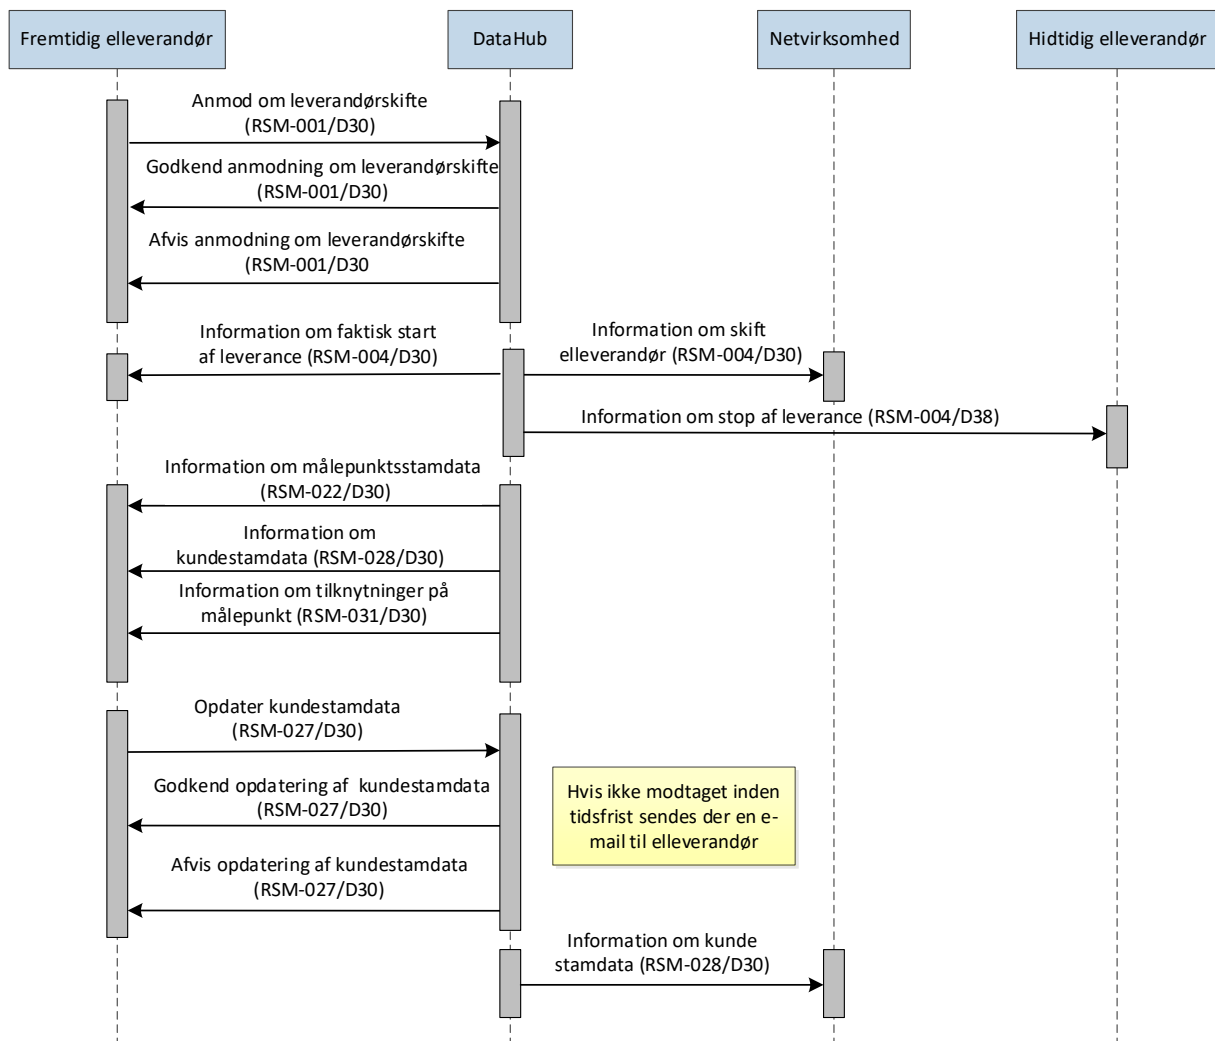 Fremtidig elleverandør
DataHub
Netvirksomhed
Hidtidig elleverandør
Anmod om leverandørskifte
(RSM-001/D30)
Godkend anmodning om leverandørskifte
(RSM-001/D30)
Afvis anmodning om leverandørskifte
(RSM-001/D30
Information om faktisk start
af leverance (RSM-004/D30)
Information om skift
elleverandør (RSM-004/D30)
Information om stop af leverance (RSM-004/D38)
Information om målepunktsstamdata
(RSM-022/D30)
Information om
kundestamdata (RSM-028/D30)
Information om tilknytninger på
målepunkt (RSM-031/D30)
Opdater kundestamdata
(RSM-027/D30)
Godkend opdatering af  kundestamdata
(RSM-027/D30)
Hvis ikke modtaget inden
tidsfrist sendes der en e-
mail til elleverandør
Afvis opdatering af kundestamdata
(RSM-027/D30)
Information om kunde
stamdata (RSM-028/D30)